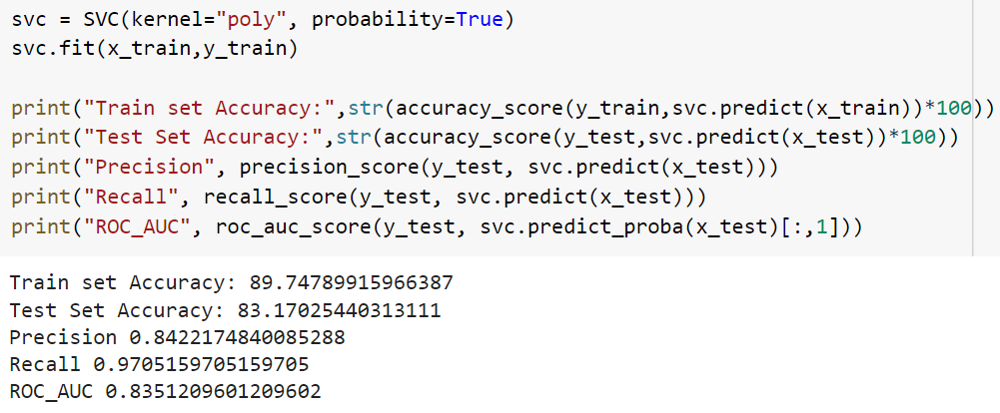 svc = SVC(kernel="poly", probability=True)
svc.fit(x_train,y_train)
print("Train set Accuracy:",str(accuracy_score(y_train,svc.predict(x_train))*100))
print("Test Set Accuracy:",str(accuracy_score(y_test,svc.predict(x_test))*100))
print("Precision", precision_score(y_test, svc.predict(x_test)))
print("Recall", recall_score(y_test, svc.predict(x_test)))
print("ROC_AUC", roc_auc_score(y_test, svc.predict_proba(x_test)[:,1]))
Train set Accuracy: 89.74789915966387
Test Set Accuracy: 83.17025440313111
Precision 0.8422174840085288
Recall 0.9705159705159705
ROC_AUC 0.8351209601209602